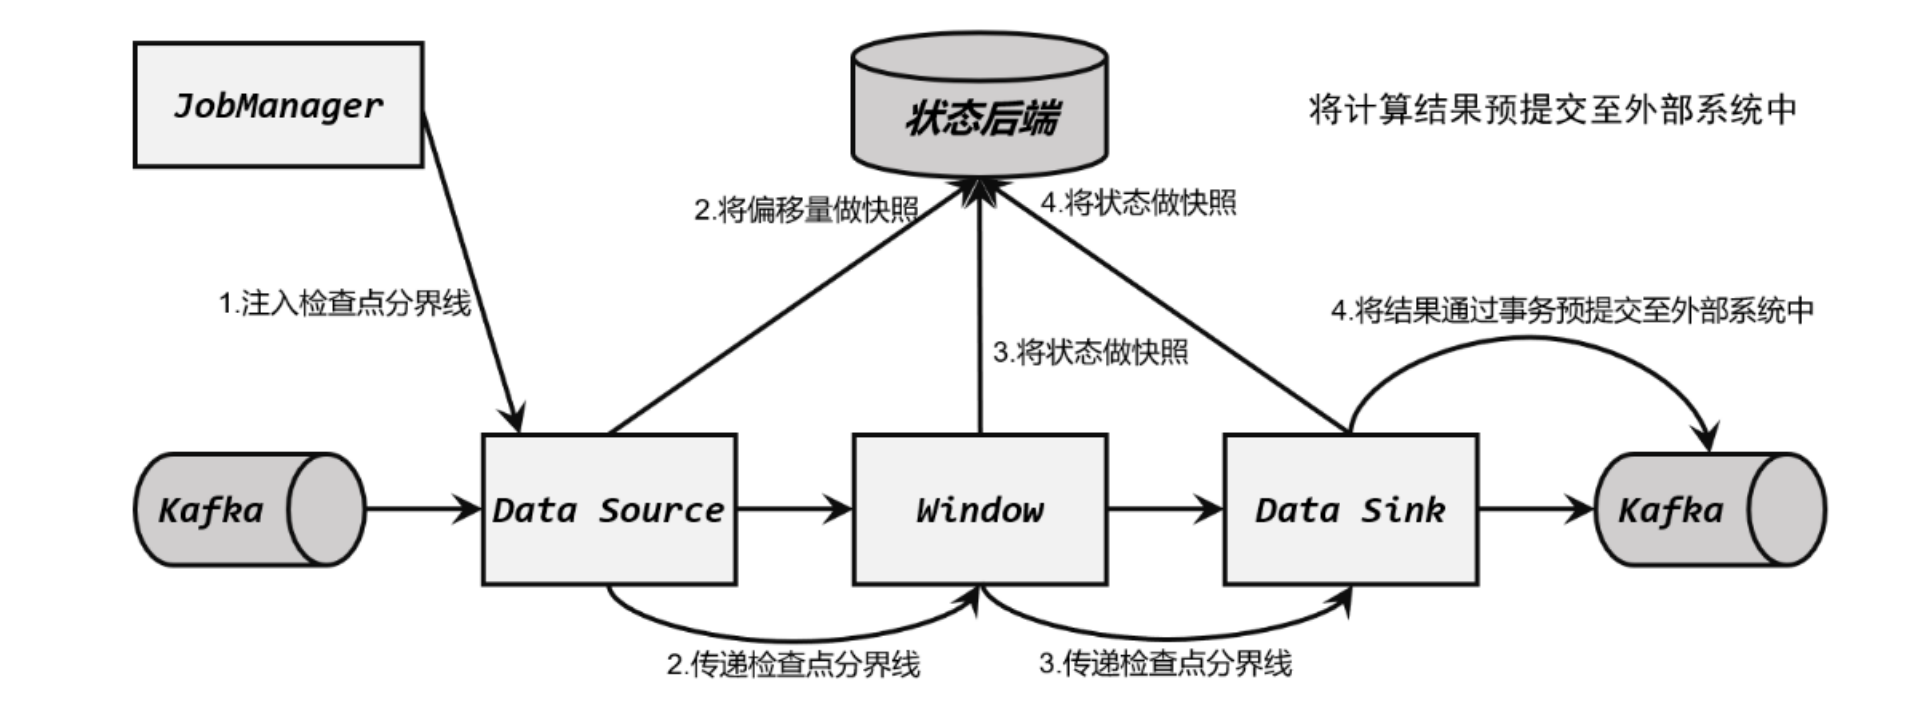 JobManager
状态后端
将计算结果预提交至外部系统中
2.将偏移量做快照
4.将状态做快照
1.注入检查点分界线
4.将结果通过事务预提交至外部系统中
3.将状态做快照
Kafka
Data Source
Window
Data Sink
Kafka
2.传递检查点分界线
3.传递检查点分界线